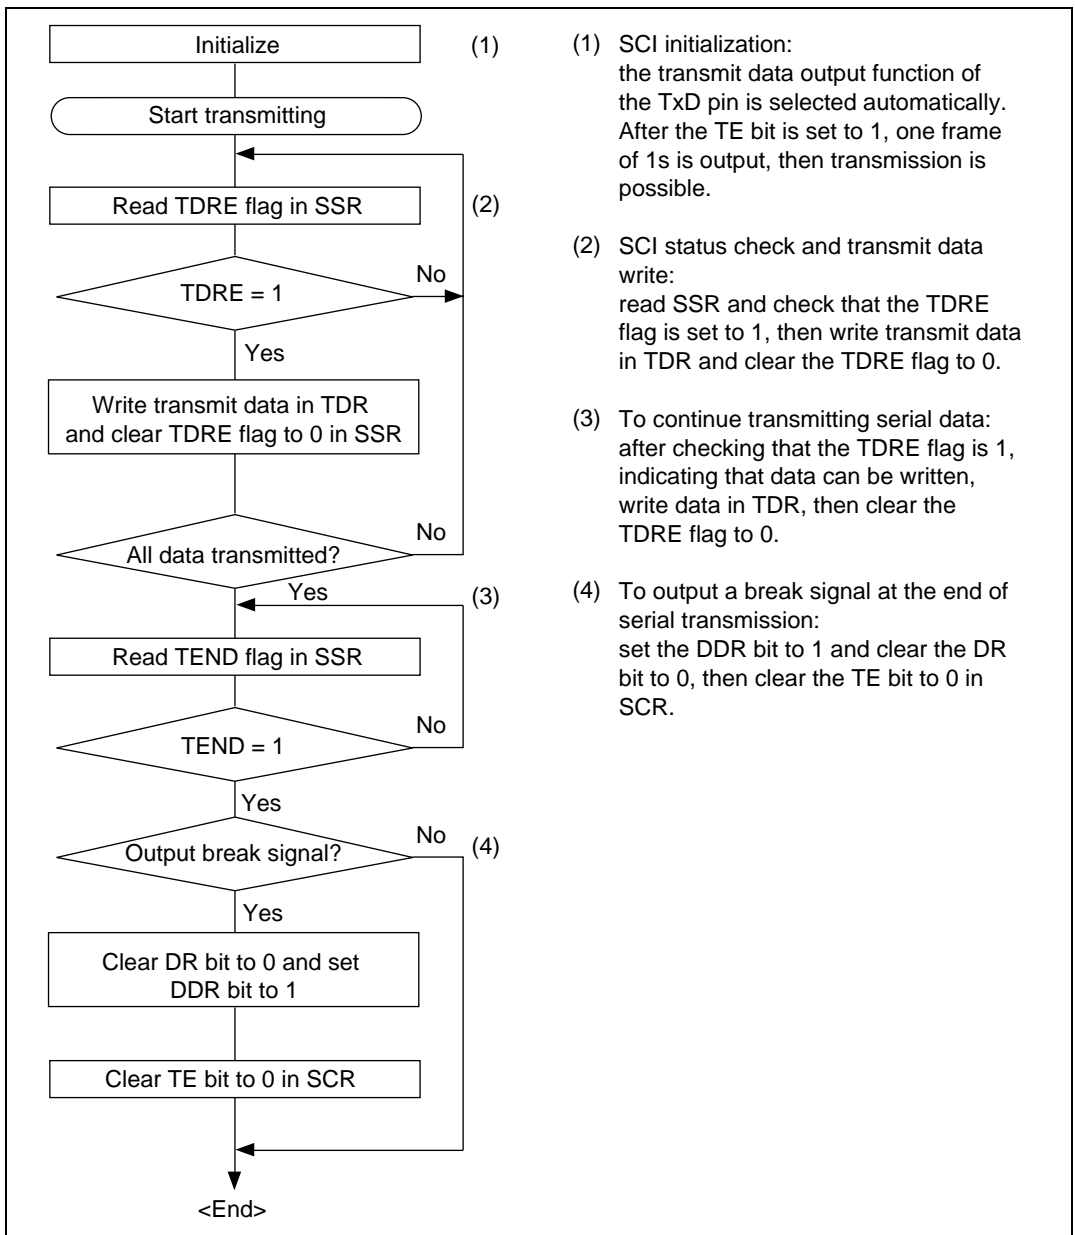 Initialize
(1)
Start transmitting
Read TDRE flag in SSR
(2)
TDRE = 1
No
Yes
Write transmit data in TDR
and clear TDRE flag to 0 in SSR
All data transmitted?
No
Yes
(3)
Read TEND flag in SSR
TEND = 1
No
Yes
Output break signal?
No
(4)
Yes
Clear DR bit to 0 and set
DDR bit to 1
Clear TE bit to 0 in SCR
<End>
(1) SCI initialization:
the transmit data output function of
the TxD pin is selected automatically.
After the TE bit is set to 1, one frame
of 1s is output, then transmission is
possible.
(2) SCI status check and transmit data
write:
read SSR and check that the TDRE
flag is set to 1, then write transmit data
in TDR and clear the TDRE flag to 0.
(3) To continue transmitting serial data:
after checking that the TDRE flag is 1,
indicating that data can be written,
write data in TDR, then clear the
TDRE flag to 0.
(4) To output a break signal at the end of
serial transmission:
set the DDR bit to 1 and clear the DR
bit to 0, then clear the TE bit to 0 in
SCR.